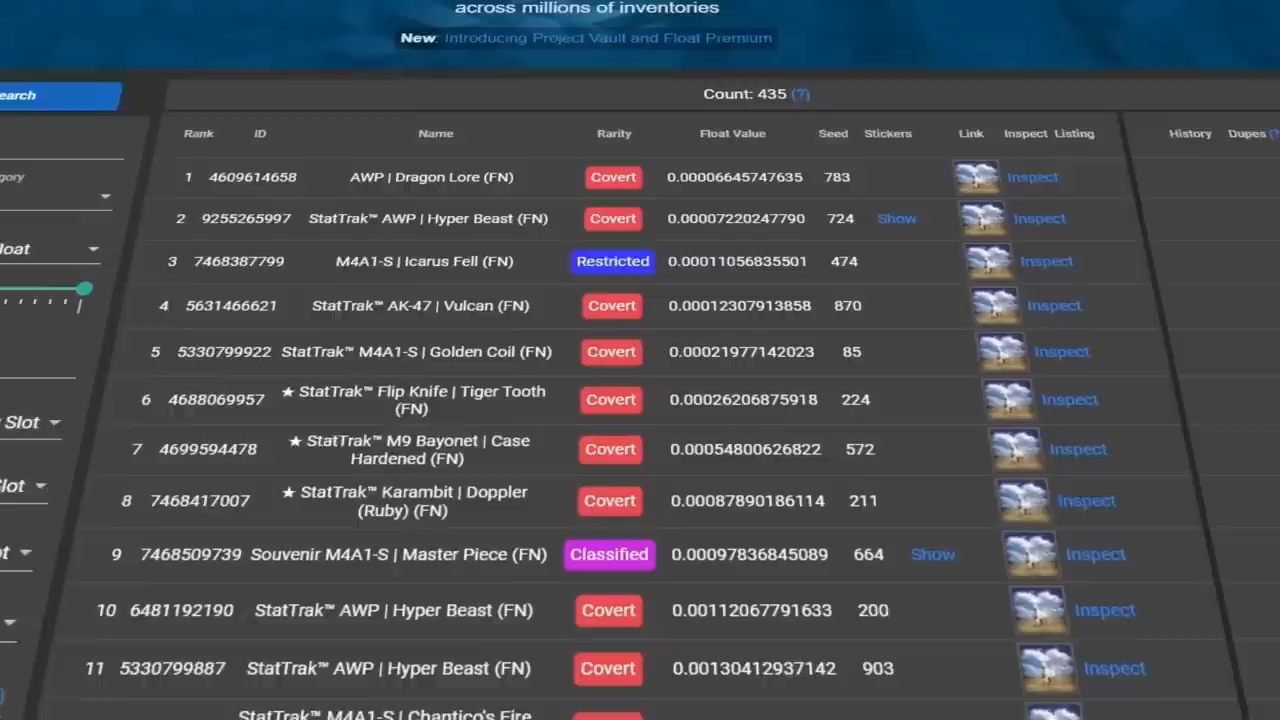 across millions of inventories
New: Introducing Project Vault and Float Premium
earch
Count: 435 (?)
Rank ID Name Rarity Float Value Seed Stickers Link Inspect Listing History Dupes (?
1 4609614658 AWP | Dragon Lore (FN) Covert 0.00006645747635 783 Inspect
gory
2 9255265997 StatTrak™ AWP | Hyper Beast (FN) Covert 0.00007220247790 724 Show Inspect
loat
3 7468387799 M4A1-S | Icarus Fell (FN) Restricted 0.00011056835501 474 Inspect
4 5631466621 StatTrak™ AK-47 | Vulcan (FN) Covert 0.00012307913858 870 Inspect
5 5330799922 StatTrak™ M4A1-S | Golden Coil (FN) Covert 0.00021977142023 85 Inspect
6 4688069957 ★ StatTrak™ Flip Knife | Tiger Tooth
(FN) Covert 0.00026206875918 224 Inspect
Slot
7 4699594478 ★ StatTrak™ M9 Bayonet | Case
Hardened (FN) Covert 0.00054800626822 572 Inspect
lot
8 7468417007 ★ StatTrak™ Karambit | Doppler
(Ruby) (FN) Covert 0.00087890186114 211 Inspect
t
9 7468509739 Souvenir M4A1-S | Master Piece (FN) Classified 0.00097836845089 664 Show Inspect
10 6481192190 StatTrak™ AWP | Hyper Beast (FN) Covert 0.00112067791633 200 Inspect
11 5330799887 StatTrak™ AWP | Hyper Beast (FN) Covert 0.00130412937142 903 Inspect
StatTrak™ M4A1-S | Chantico's Fire